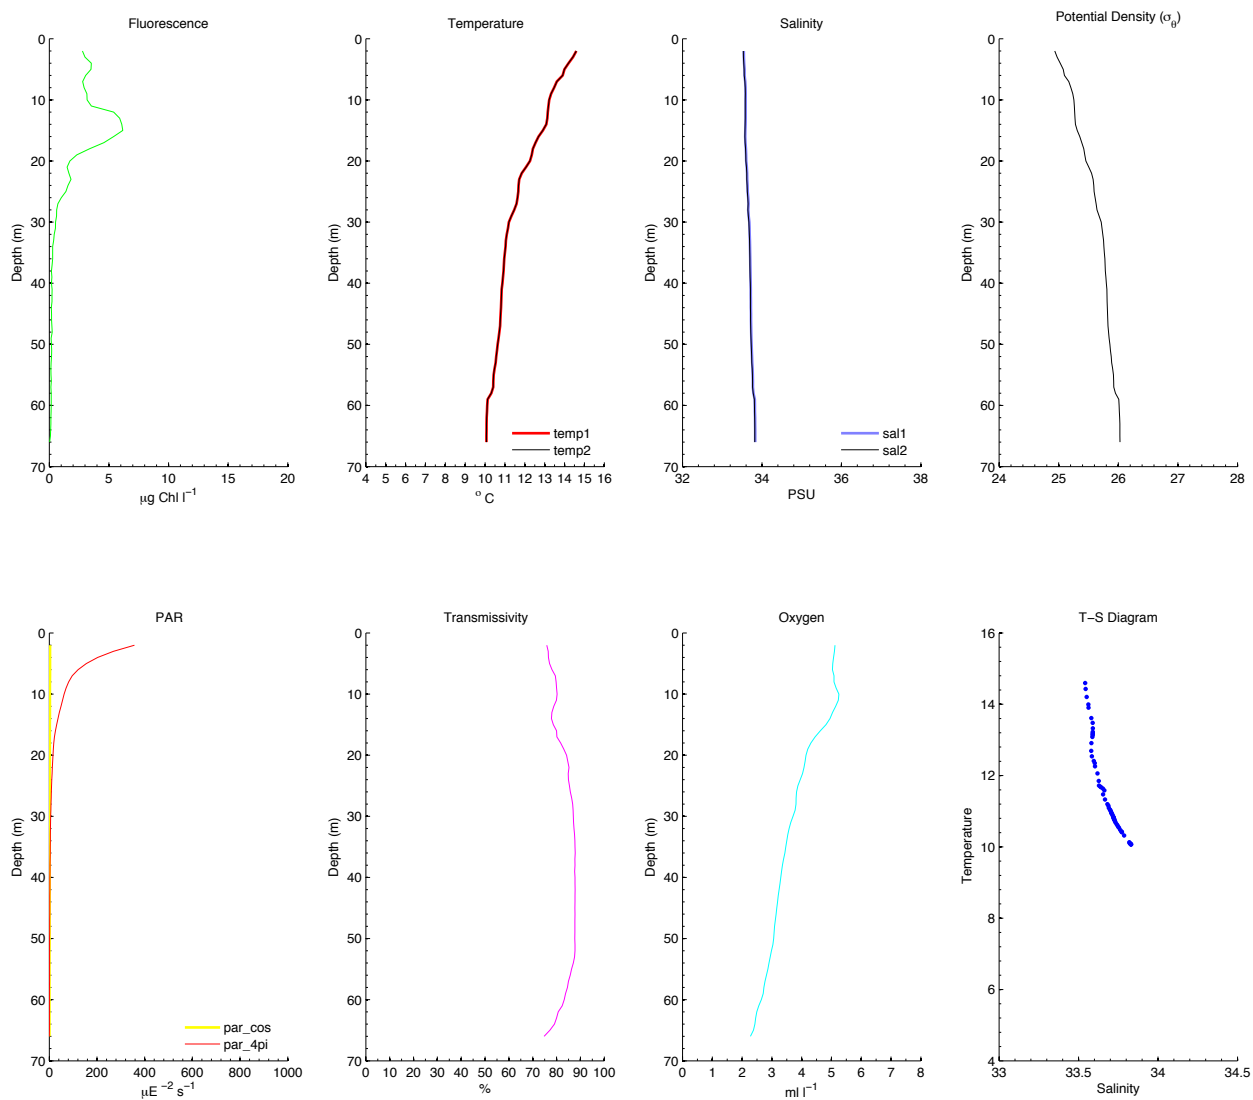 Fluorescence
0
10
20
30
40
50
60
70
Depth (m)
0 5 10 15 20
μg Chl l⁻¹
Temperature
0
10
20
30
40
50
60
70
Depth (m)
temp1
temp2
4 5 6 7 8 9 10 11 12 13 14 15 16
° C
Salinity
0
10
20
30
40
50
60
70
Depth (m)
sal1
sal2
32 34 36 38
PSU
Potential Density (σθ)
0
10
20
30
40
50
60
70
Depth (m)
24 25 26 27 28
PAR
0
10
20
30
40
50
60
70
Depth (m)
par_cos
par_4pi
0 200 400 600 800 1000
μE ⁻² s⁻¹
Transmissivity
0
10
20
30
40
50
60
70
Depth (m)
0 10 20 30 40 50 60 70 80 90 100
%
Oxygen
0
10
20
30
40
50
60
70
Depth (m)
0 1 2 3 4 5 6 7 8
ml l⁻¹
T−S Diagram
16
14
12
10
8
6
4
Temperature
33 33.5 34 34.5
Salinity